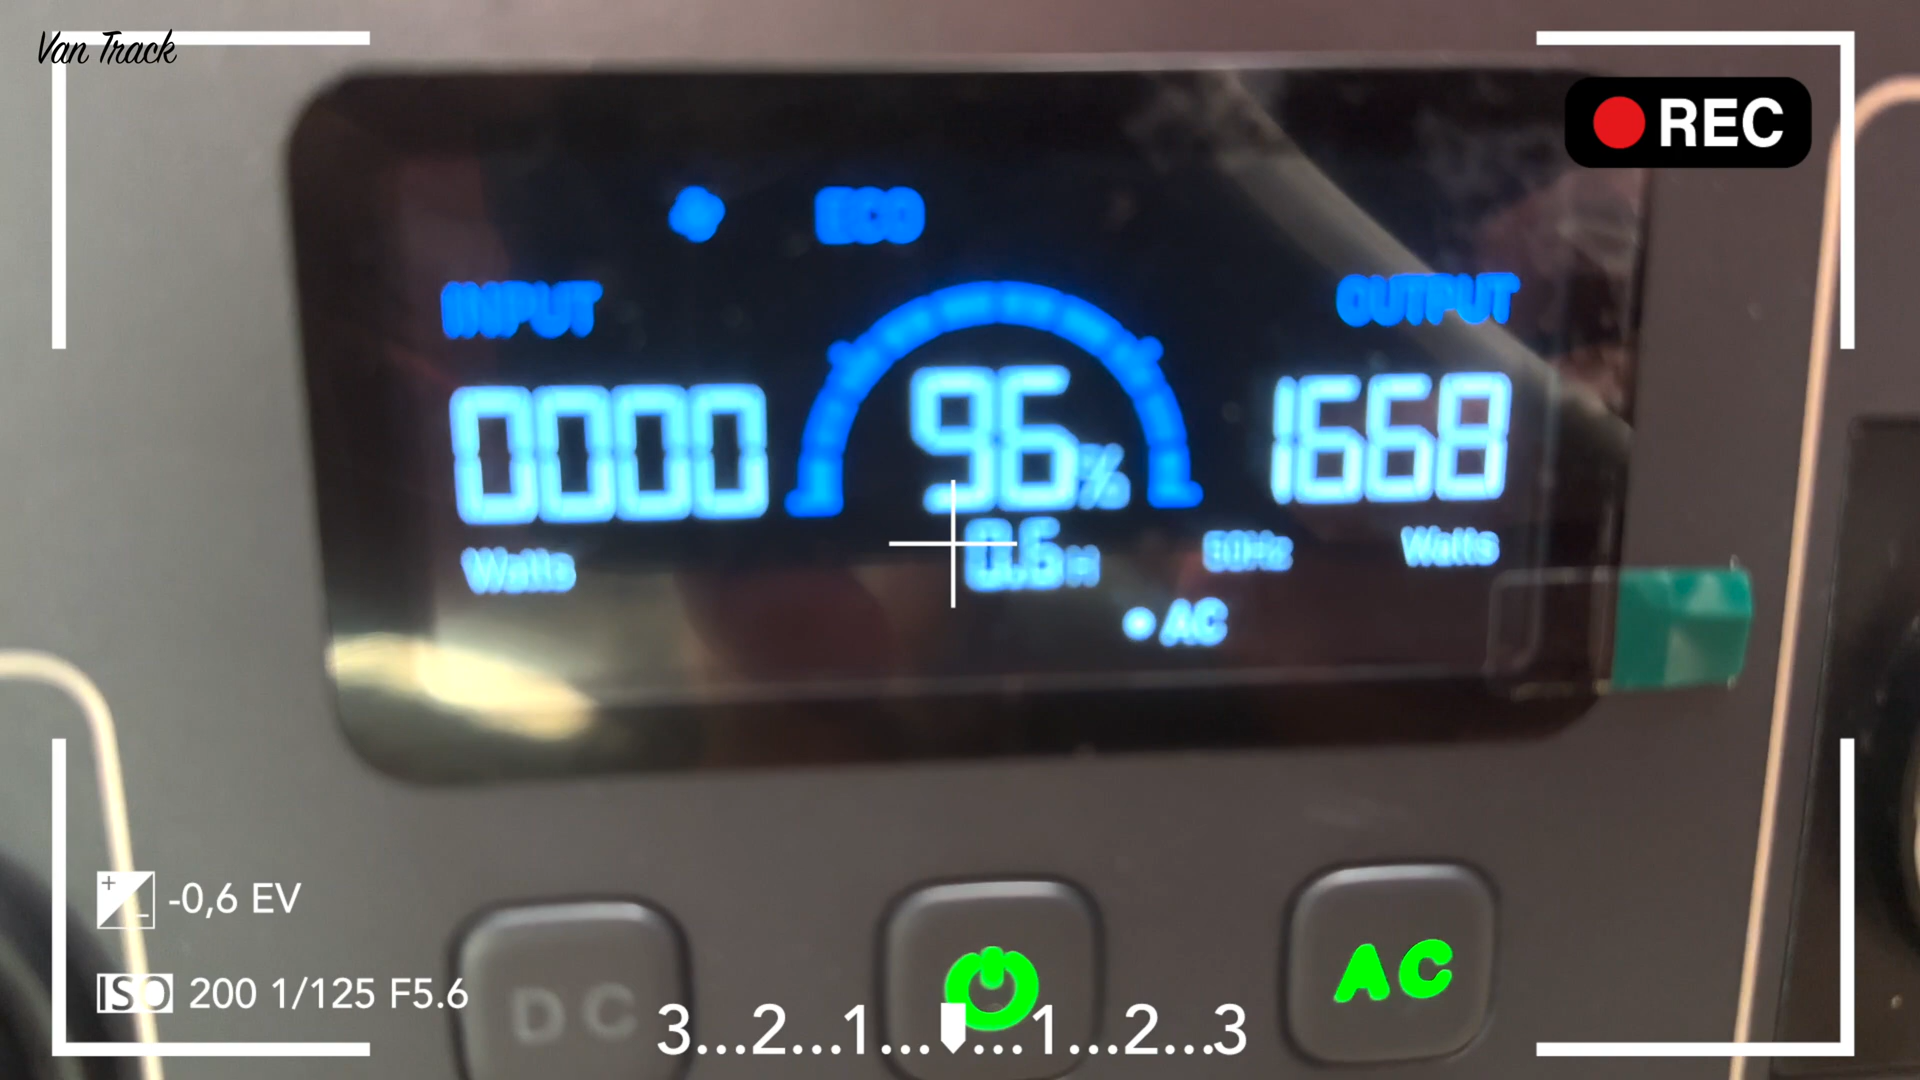 Van Track
REC
ECO
INPUT
OUTPUT
0000
96%
1668
Watts
0.6H
50Hz
Watts
AC
-0,6 EV
ISO 200 1/125 F5.6
DC
AC
3...2...1......1...2...3